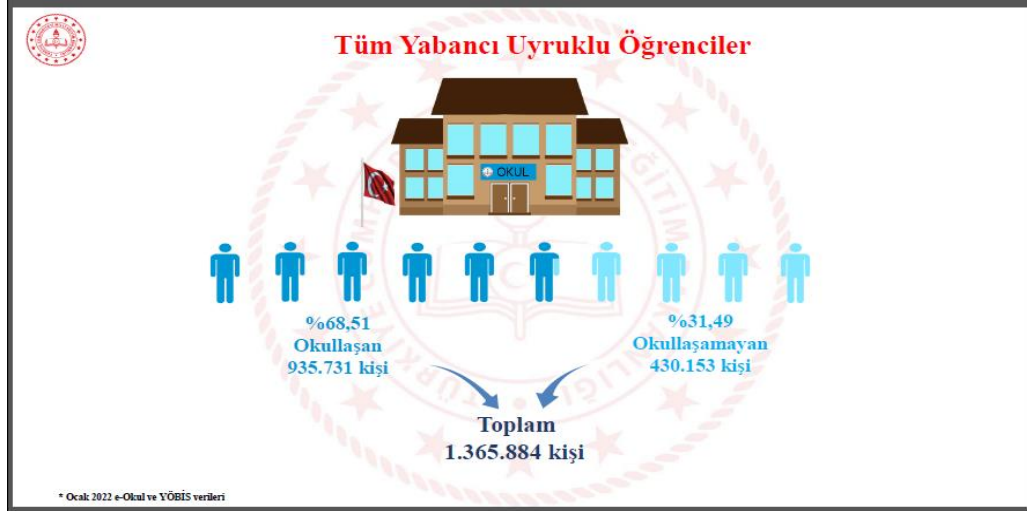 Tüm Yabancı Uyruklu Öğrenciler
OKUL
%68,51
Okullaşan
935.731 kişi
%31,49
Okullaşamayan
430.153 kişi
Toplam
1.365.884 kişi
* Ocak 2022 e-Okul ve YÖBİS verileri